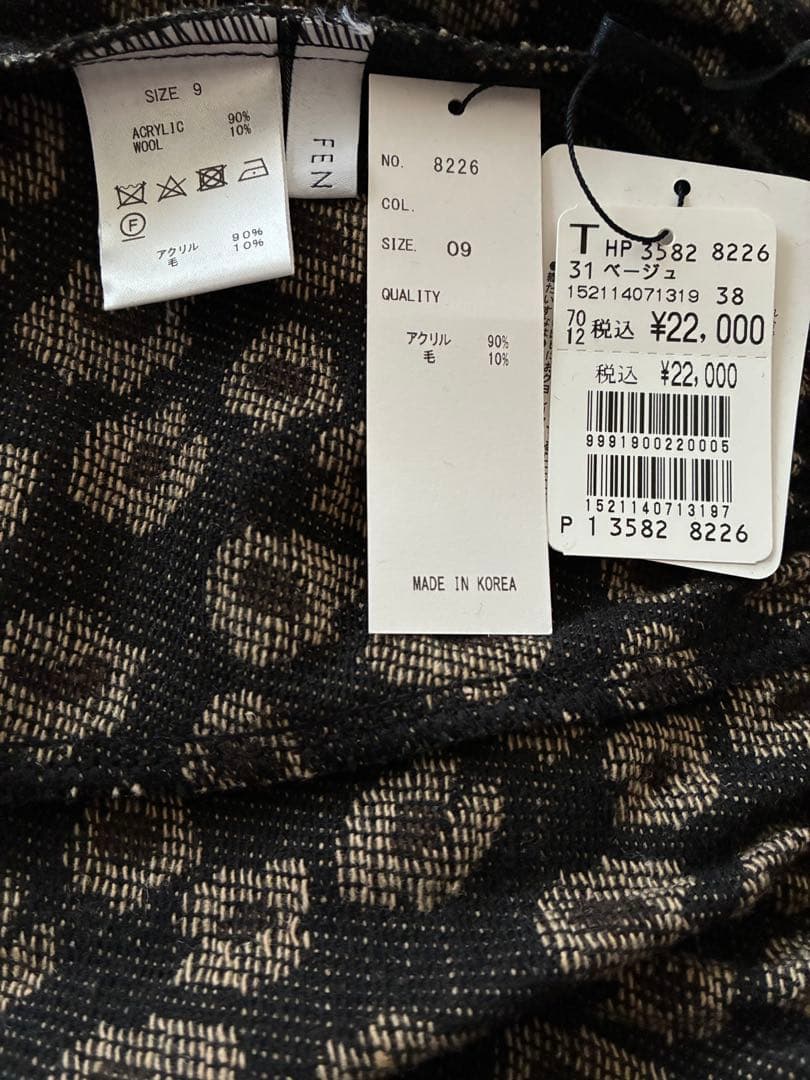 SIZE 9
ACRYLIC 90%
WOOL 10%
F
アクリル 90%
毛 10%
FEN
NO. 8226
COL.
SIZE. 09
QUALITY
アクリル 90%
毛 10%
MADE IN KOREA
T HP 3582 8226
31 ベージュ
152114071319 38
70
12 税込 ¥22,000
税込 ¥22,000
9991900220005
1521140713197
P 1 3582 8226